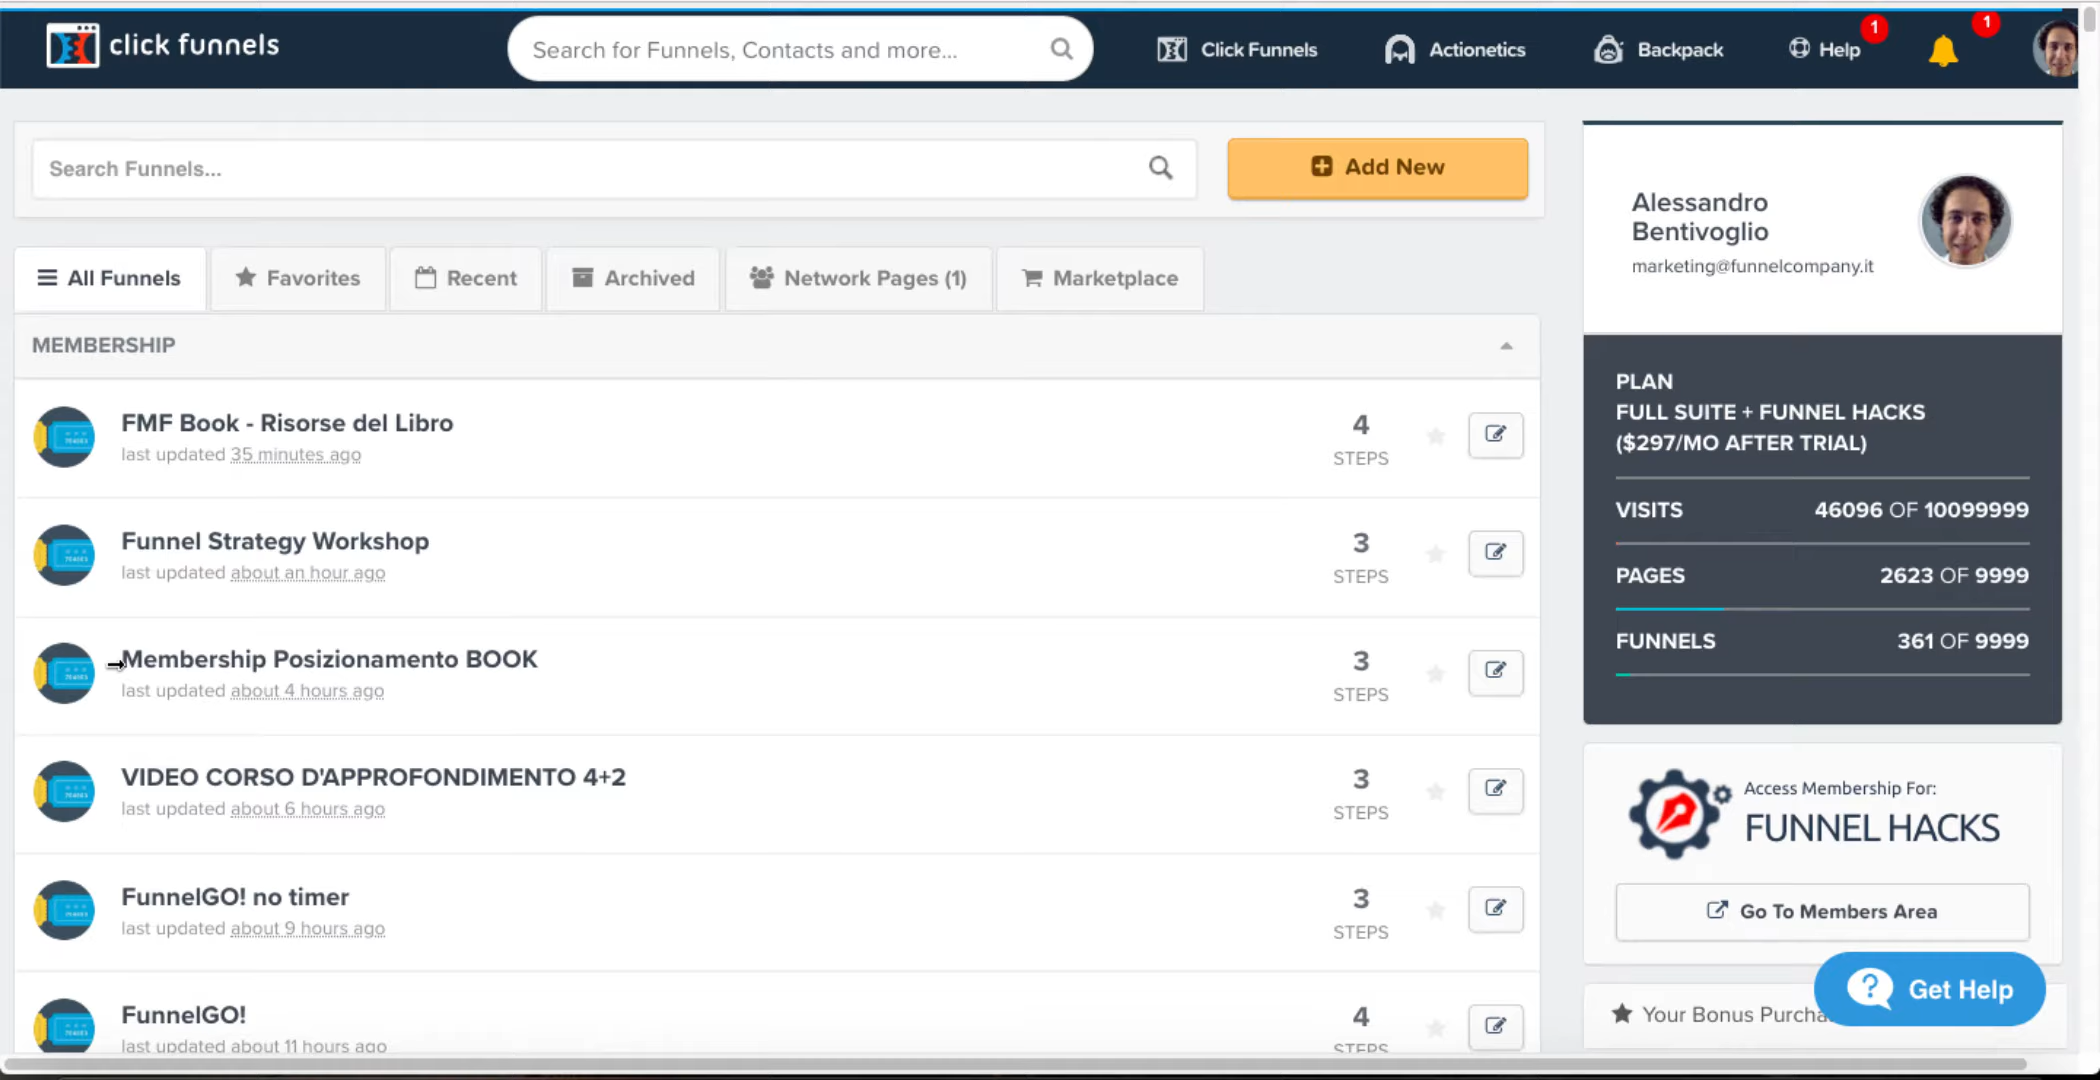 click funnels
Search for Funnels, Contacts and more...
Click Funnels
Actionetics
Backpack
Help
1
1
Search Funnels...
Add New
All Funnels
Favorites
Recent
Archived
Network Pages (1)
Marketplace
MEMBERSHIP
FMF Book - Risorse del Libro
last updated 35 minutes ago
4
STEPS
Funnel Strategy Workshop
last updated about an hour ago
3
STEPS
Membership Posizionamento BOOK
last updated about 4 hours ago
3
STEPS
VIDEO CORSO D'APPROFONDIMENTO 4+2
last updated about 6 hours ago
3
STEPS
FunnelGO! no timer
last updated about 9 hours ago
3
STEPS
FunnelGO!
last updated about 11 hours ago
4
STEPS
Alessandro
Bentivoglio
marketing@funnelcompany.it
PLAN
FULL SUITE + FUNNEL HACKS
($297/MO AFTER TRIAL)
VISITS 46096 OF 10099999
PAGES 2623 OF 9999
FUNNELS 361 OF 9999
Access Membership For:
FUNNEL HACKS
Go To Members Area
Get Help
Your Bonus Purcha